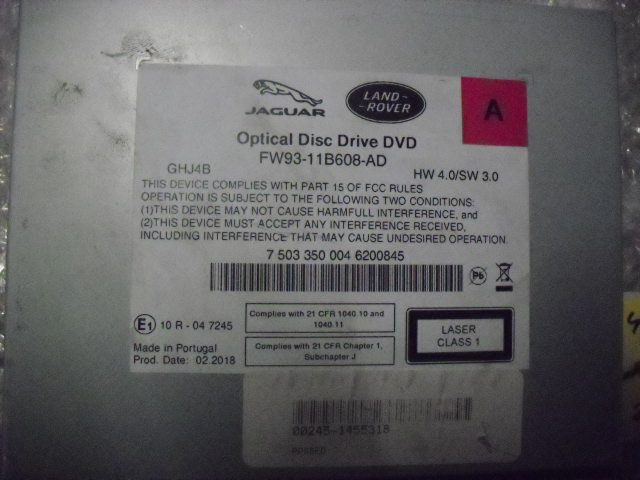 JAGUAR
LAND-
-ROVER
A
Optical Disc Drive DVD
FW93-11B608-AD
GHJ4B
HW 4.0/SW 3.0
THIS DEVICE COMPLIES WITH PART 15 OF FCC RULES
OPERATION IS SUBJECT TO THE FOLLOWING TWO CONDITIONS:
(1)THIS DEVICE MAY NOT CAUSE HARMFULL INTERFERENCE, and
(2)THIS DEVICE MUST ACCEPT ANY INTERFERENCE RECEIVED,
INCLUDING INTERFERENCE THAT MAY CAUSE UNDESIRED OPERATION
7 503 350 004 6200845
Pb
E1 10 R - 04 7245
Complies with 21 CFR 1040.10 and
1040.11
LASER
CLASS 1
Made in Portugal
Prod. Date: 02.2018
Complies with 21 CFR Chapter 1,
Subchapter J
00245-1455318
PASSED